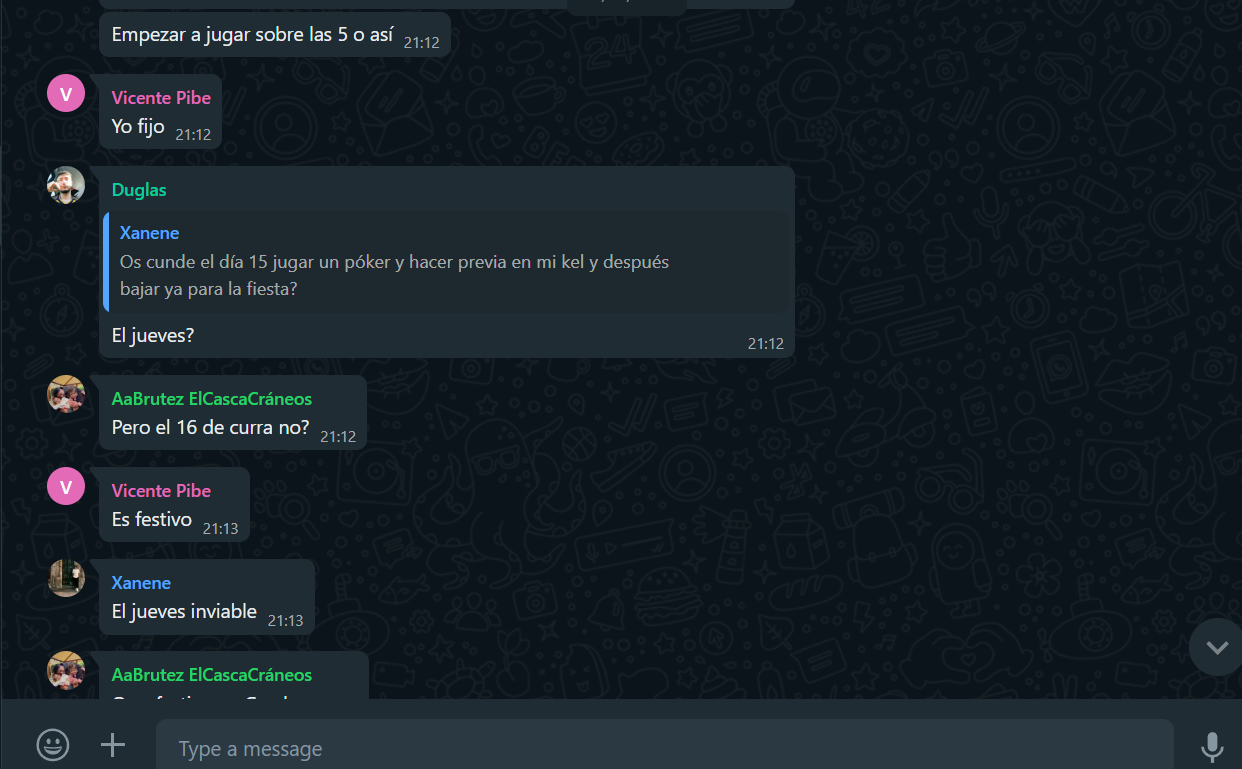 Empezar a jugar sobre las 5 o así 21:12
V
Vicente Pibe
Yo fijo 21:12
Duglas
Xanene
Os cunde el día 15 jugar un póker y hacer previa en mi kel y después
bajar ya para la fiesta?
El jueves?
21:12
AaBrutez ElCascaCráneos
Pero el 16 de curra no? 21:12
V
Vicente Pibe
Es festivo 21:13
Xanene
El jueves inviable 21:13
AaBrutez ElCascaCráneos
Type a message